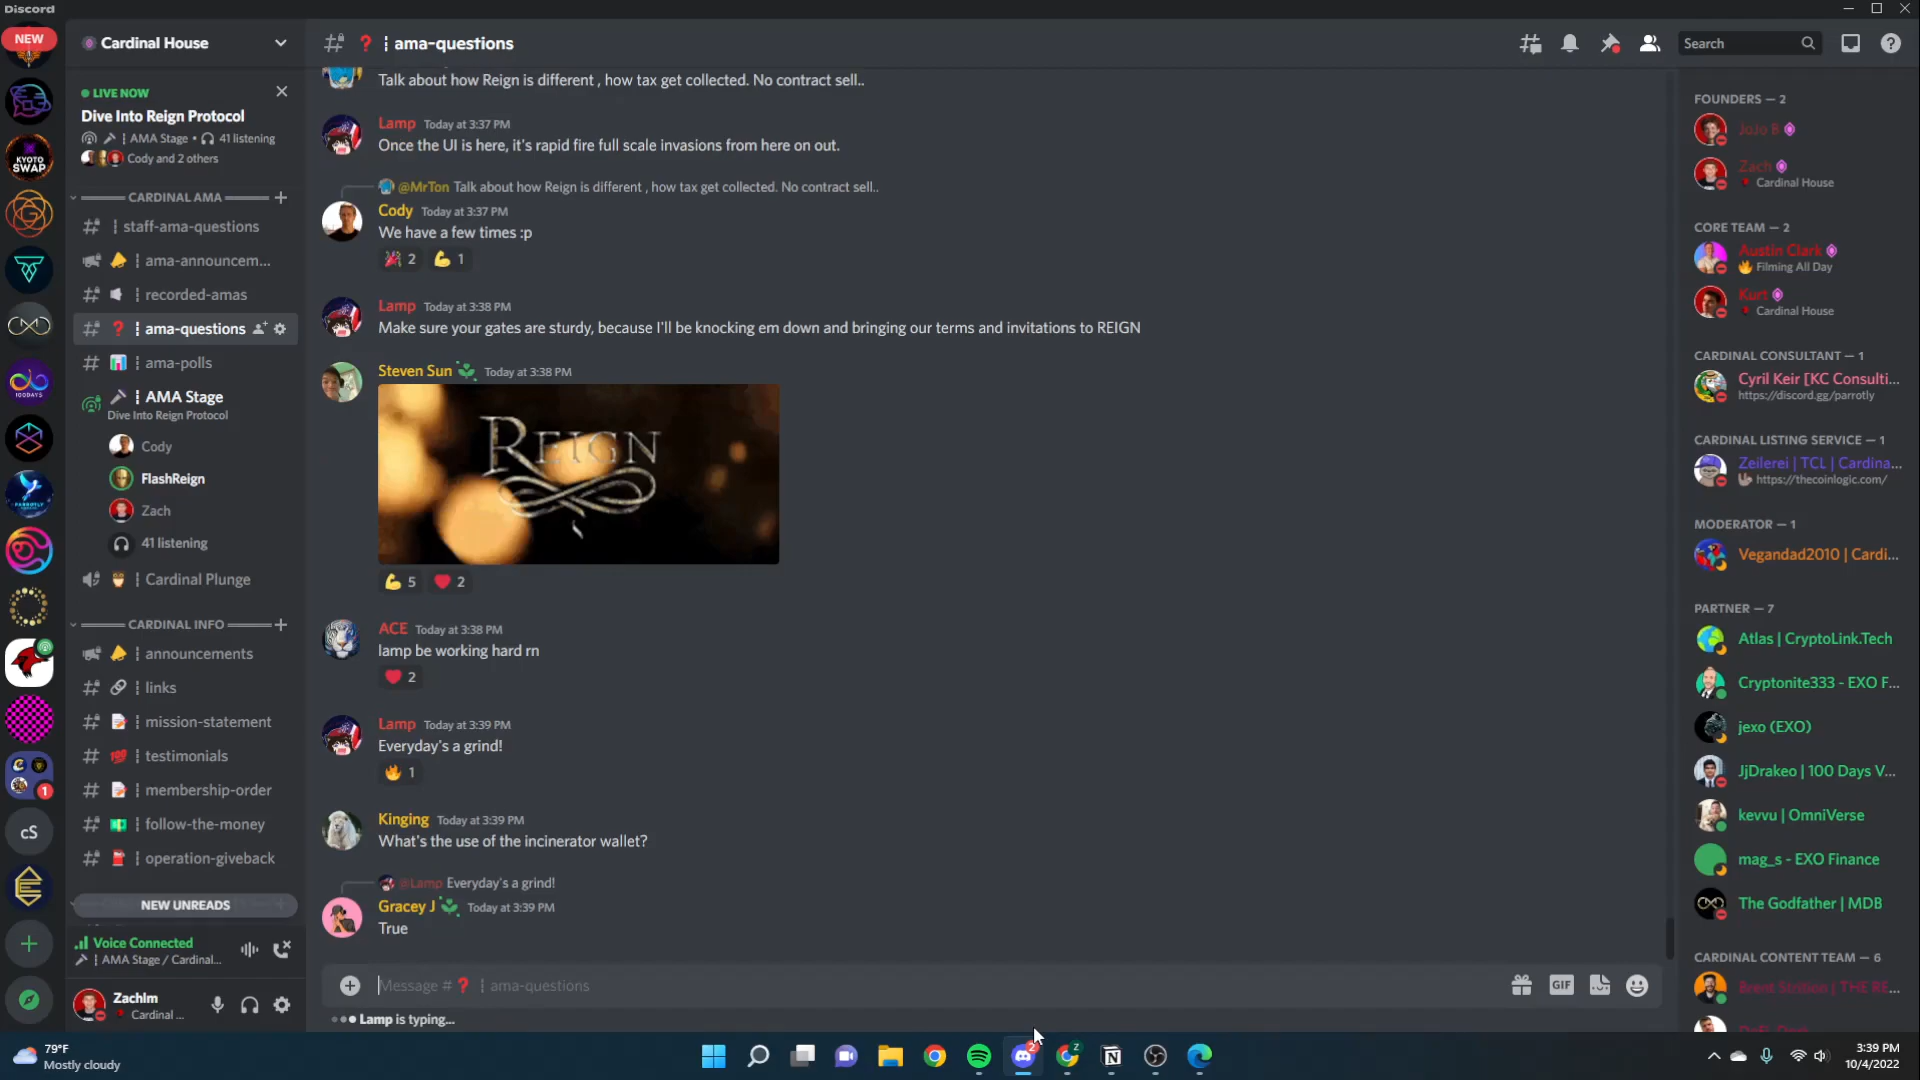 Discord
NEW
Cardinal House
❓ ¦ ama-questions
Search
LIVE NOW
Dive Into Reign Protocol
¦ AMA Stage • 41 listening
Cody and 2 others
CARDINAL AMA
¦ staff-ama-questions
¦ ama-announcem...
¦ recorded-amas
¦ ama-questions
¦ ama-polls
¦ AMA Stage
Dive Into Reign Protocol
Cody
FlashReign
Zach
41 listening
¦ Cardinal Plunge
CARDINAL INFO
¦ announcements
¦ links
¦ mission-statement
¦ testimonials
¦ membership-order
¦ follow-the-money
¦ operation-giveback
NEW UNREADS
Voice Connected
¦ AMA Stage / Cardinal...
Zachlm
Cardinal ...
KYOTO
SWAP
100DAYS
1
cS
Talk about how Reign is different , how tax get collected. No contract sell..
Lamp Today at 3:37 PM
Once the UI is here, it's rapid fire full scale invasions from here on out.
@MrTon Talk about how Reign is different , how tax get collected. No contract sell..
Cody Today at 3:37 PM
We have a few times :p
2 1
Lamp Today at 3:38 PM
Make sure your gates are sturdy, because I'll be knocking em down and bringing our terms and invitations to REIGN
Steven Sun Today at 3:38 PM
REIGN
5 2
ACE Today at 3:38 PM
lamp be working hard rn
2
Lamp Today at 3:39 PM
Everyday's a grind!
1
Kinging Today at 3:39 PM
What's the use of the incinerator wallet?
@Lamp Everyday's a grind!
Gracey J Today at 3:39 PM
True
Message # ❓ ¦ ama-questions
GIF
Lamp is typing...
FOUNDERS — 2
JoJo B
Zach
Cardinal House
CORE TEAM — 2
Austin Clark
Filming All Day
Kurt
Cardinal House
CARDINAL CONSULTANT — 1
Cyril Keir [KC Consulti...
https://discord.gg/parrotly
CARDINAL LISTING SERVICE — 1
Zeilerei | TCL | Cardina...
https://thecoinlogic.com/
MODERATOR — 1
Vegandad2010 | Cardi...
PARTNER — 7
Atlas | CryptoLink.Tech
Cryptonite333 - EXO F...
jexo (EXO)
JjDrakeo | 100 Days V...
kevvu | OmniVerse
mag_s - EXO Finance
The Godfather | MDB
CARDINAL CONTENT TEAM — 6
79°F
Mostly cloudy
2
Z
3:39 PM
10/4/2022